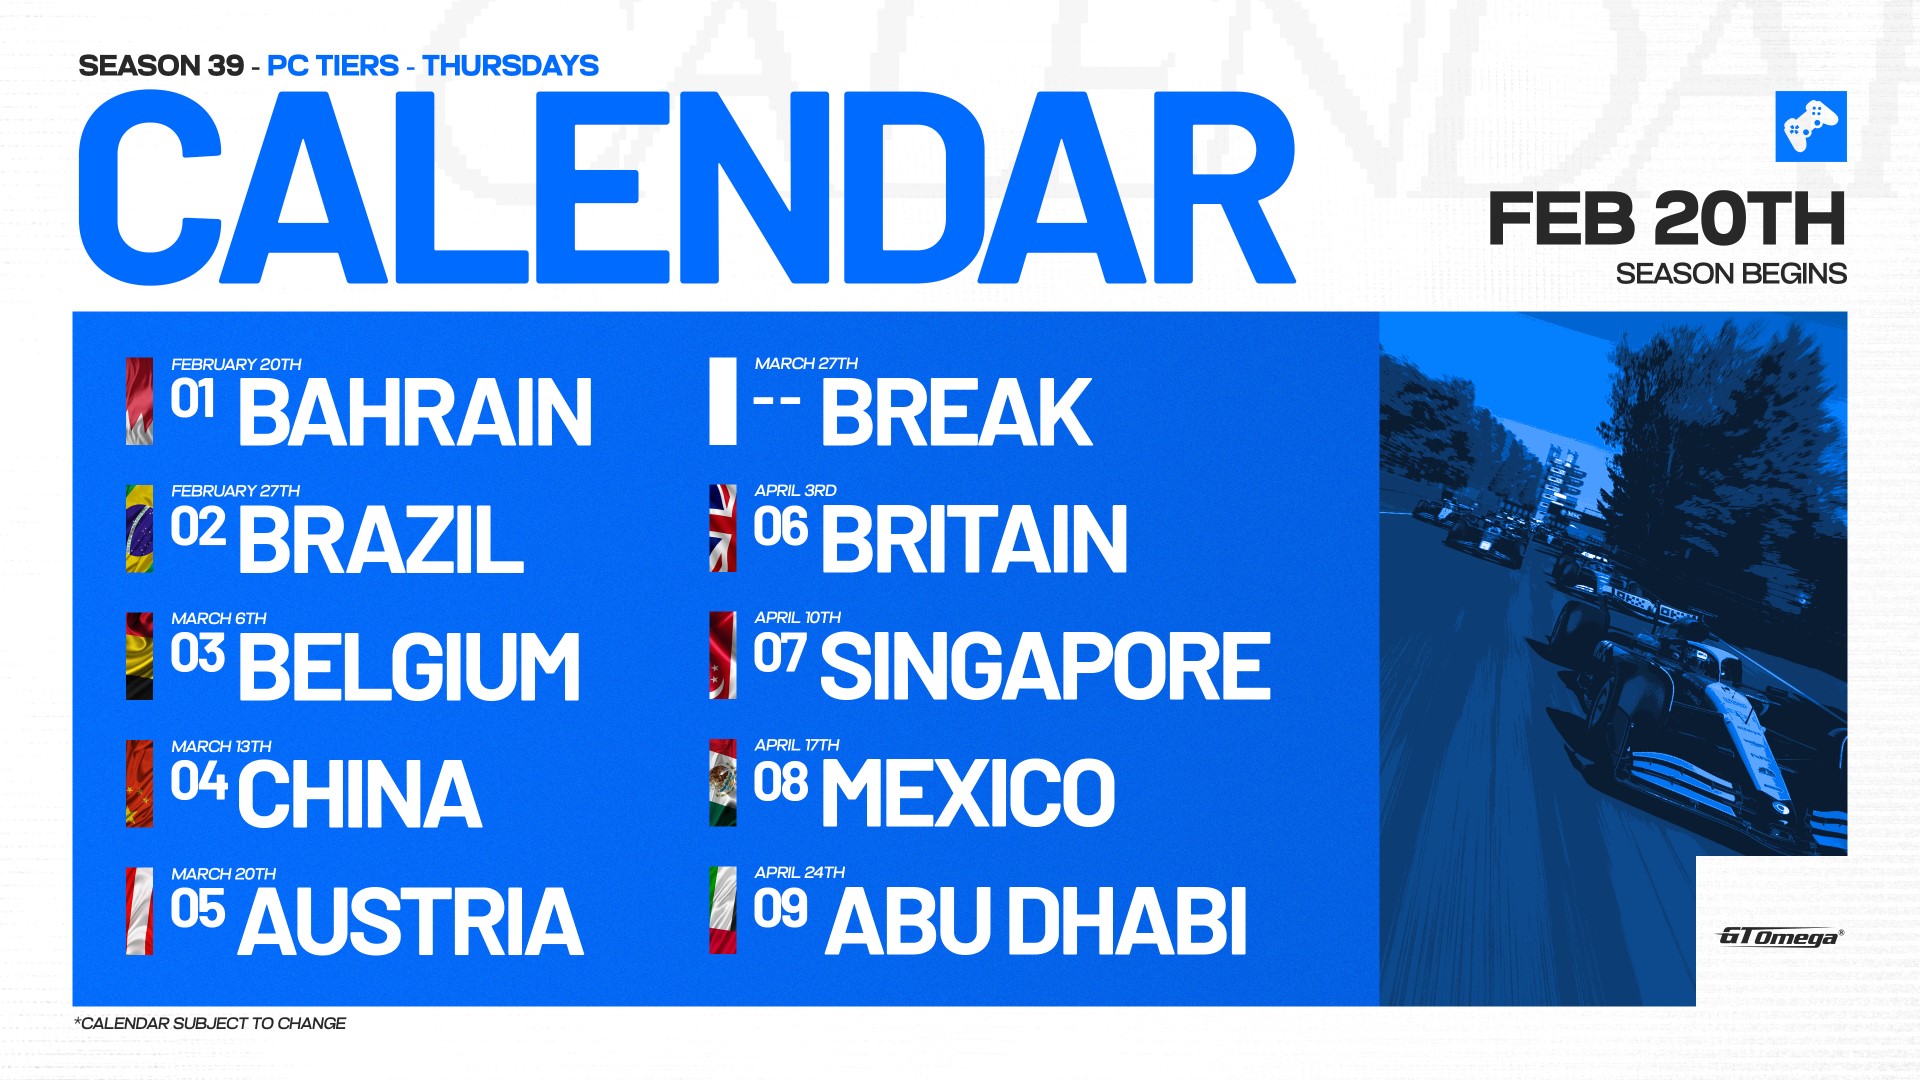 SEASON 39 - PC TIERS - THURSDAYS
CALENDAR
FEB 20TH
SEASON BEGINS
FEBRUARY 20TH
01 BAHRAIN
FEBRUARY 27TH
02 BRAZIL
MARCH 6TH
03 BELGIUM
MARCH 13TH
04 CHINA
MARCH 20TH
05 AUSTRIA
MARCH 27TH
-- BREAK
APRIL 3RD
06 BRITAIN
APRIL 10TH
07 SINGAPORE
APRIL 17TH
08 MEXICO
APRIL 24TH
09 ABU DHABI
GTOmega®
*CALENDAR SUBJECT TO CHANGE